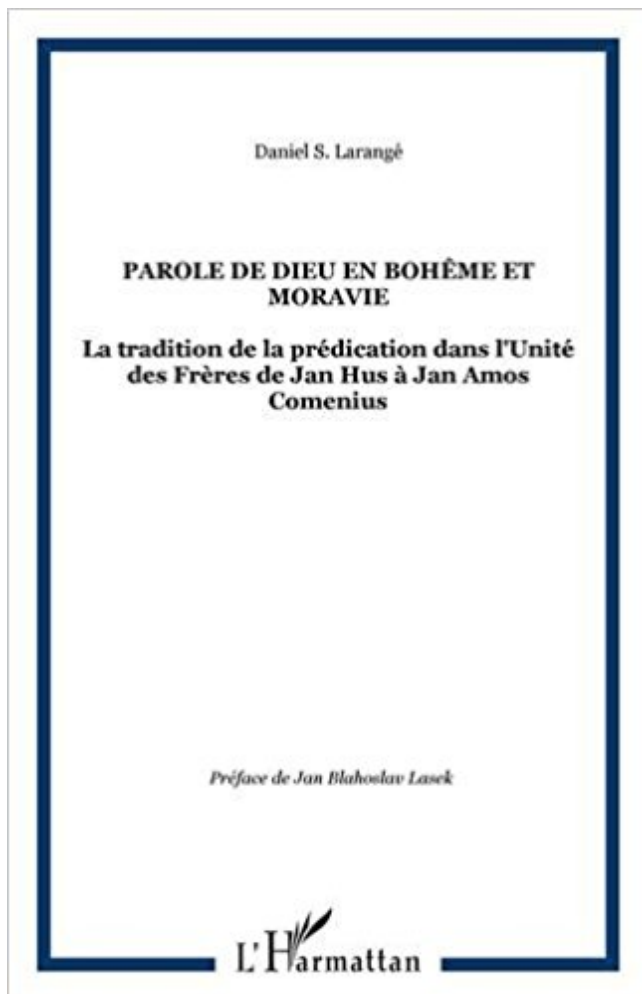 Daniel S. Larangé
PAROLE DE DIEU EN BOHÊME ET
MORAVIE
La tradition de la prédication dans l'Unité
des Frères de Jan Hus à Jan Amos
Comenius
Préface de Jan Blahoslav Lasek
L'Harmattan